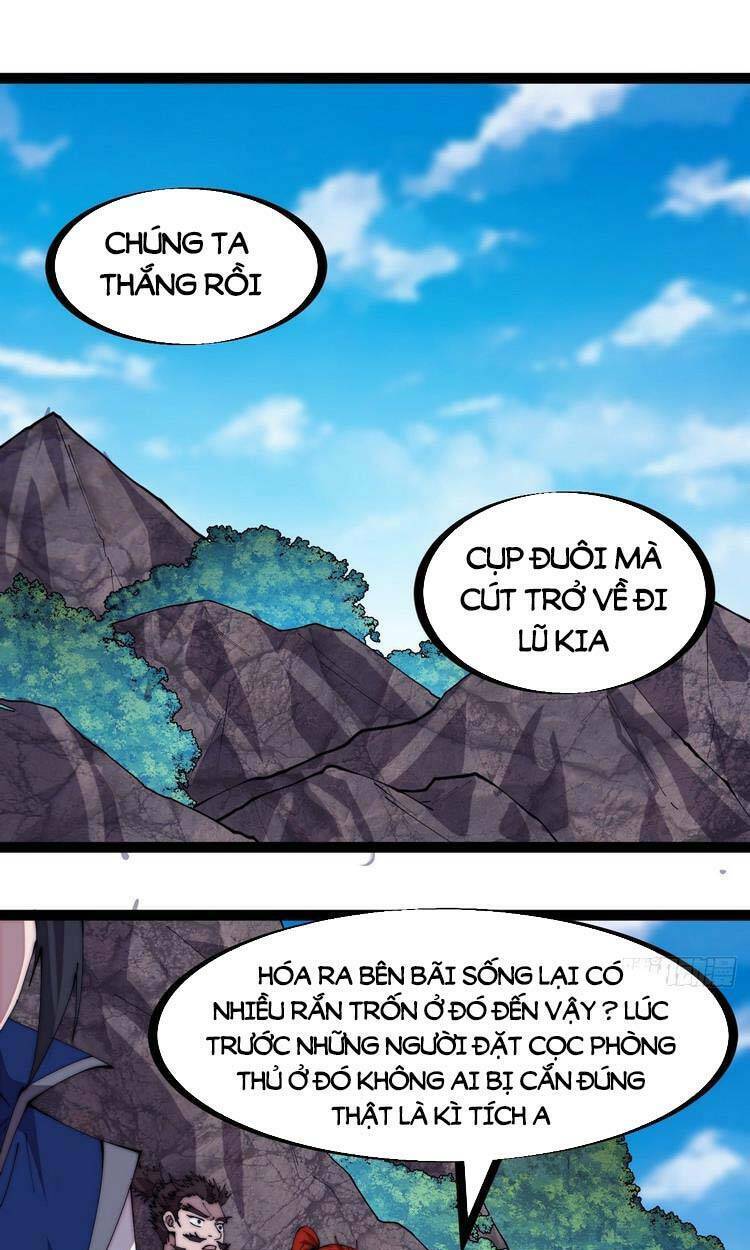 CHÚNG TA
THẮNG RỒI
CỤP ĐUÔI MÀ
CÚT TRỞ VỀ ĐI
LŨ KIA
HÓA RA BÊN BÃI SỐNG LẠI CÓ
NHIỀU RẮN TRỐN Ở ĐÓ ĐẾN VẬY ? LÚC
TRƯỚC NHỮNG NGƯỜI ĐẶT CỌC PHÒNG
THỦ Ở ĐÓ KHÔNG AI BỊ CẮN ĐÚNG
THẬT LÀ KÌ TÍCH A